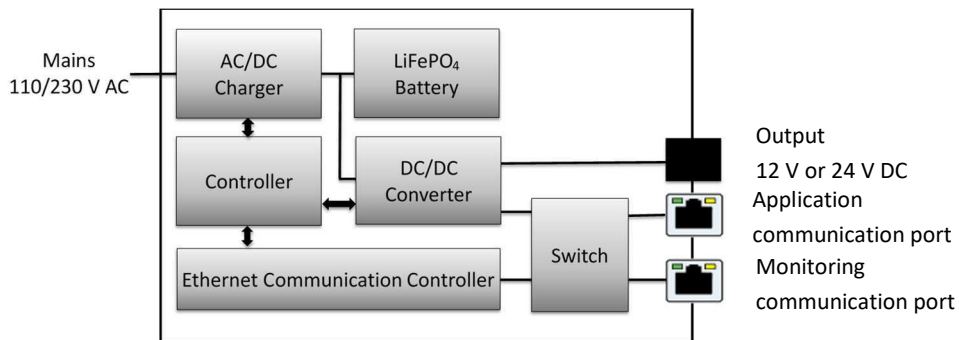 Mains
110/230 V AC
AC/DC
Charger
LiFePO₄
Battery
Controller
DC/DC
Converter
Ethernet Communication Controller
Switch
Output
12 V or 24 V DC
Application
communication port
Monitoring
communication port